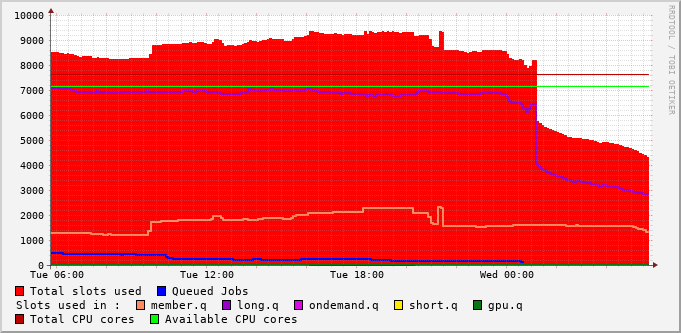 10000
9000
8000
7000
6000
5000
4000
3000
2000
1000
0
Tue 06:00 Tue 12:00 Tue 18:00 Wed 00:00
RRDTOOL / TOBI OETIKER
Total slots used Queued Jobs
Slots used in : member.q long.q ondemand.q short.q gpu.q
Total CPU cores Available CPU cores